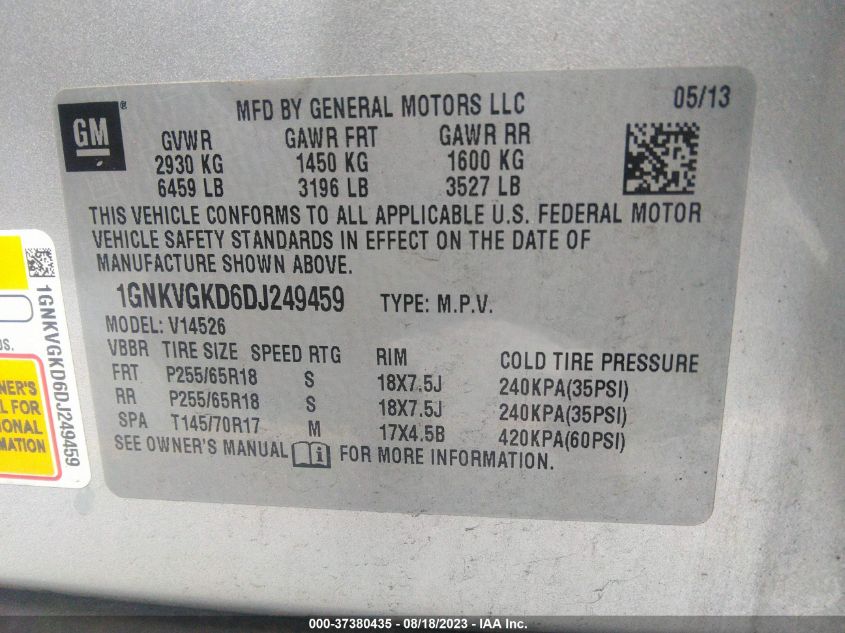 GM ®
MFD BY GENERAL MOTORS LLC 05/13
GVWR GAWR FRT GAWR RR
2930 KG 1450 KG 1600 KG
6459 LB 3196 LB 3527 LB
THIS VEHICLE CONFORMS TO ALL APPLICABLE U.S. FEDERAL MOTOR
VEHICLE SAFETY STANDARDS IN EFFECT ON THE DATE OF
MANUFACTURE SHOWN ABOVE.
1GNKVGKD6DJ249459 TYPE: M.P.V.
MODEL: V14526
VBBR TIRE SIZE SPEED RTG RIM COLD TIRE PRESSURE
FRT P255/65R18 S 18X7.5J 240KPA(35PSI)
RR P255/65R18 S 18X7.5J 240KPA(35PSI)
SPA T145/70R17 M 17X4.5B 420KPA(60PSI)
SEE OWNER'S MANUAL i FOR MORE INFORMATION.
1GNKVGKD6DJ249459
NER'S
FOR
IONAL
MATION
000-37380435 - 08/18/2023 - © IAA Inc.